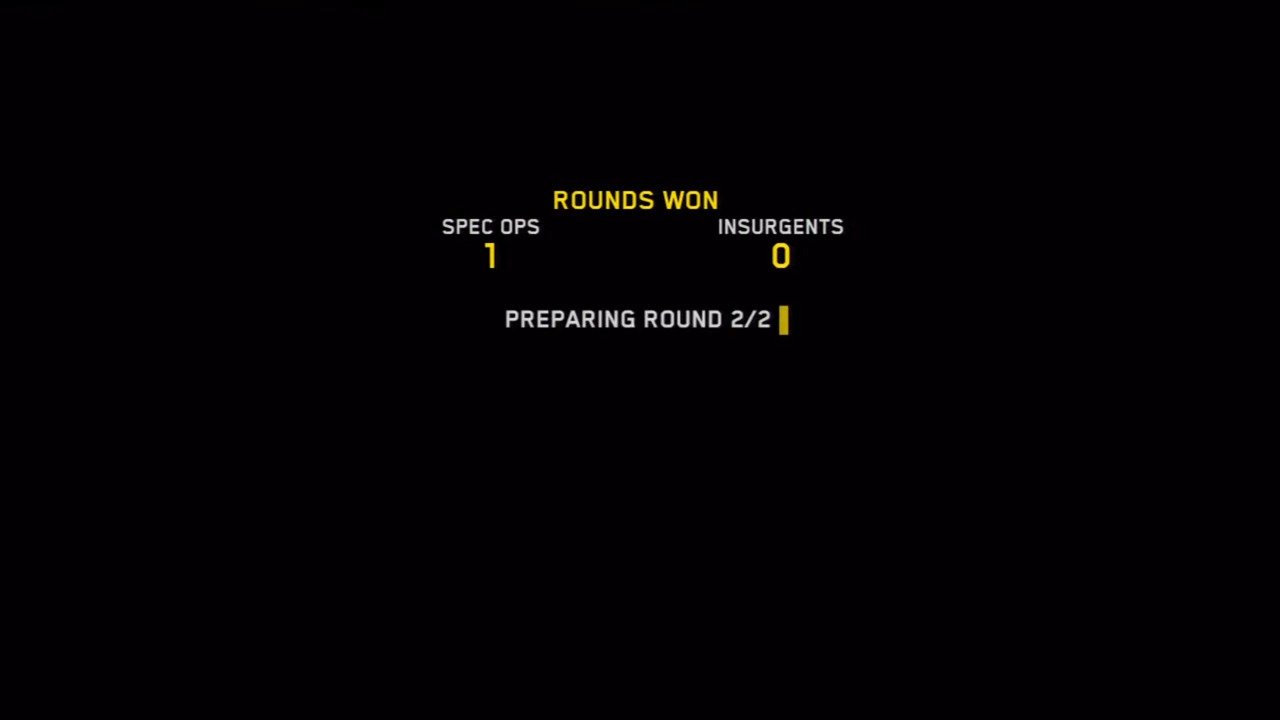 ROUNDS WON
SPEC OPS INSURGENTS
1 0
PREPARING ROUND 2/2